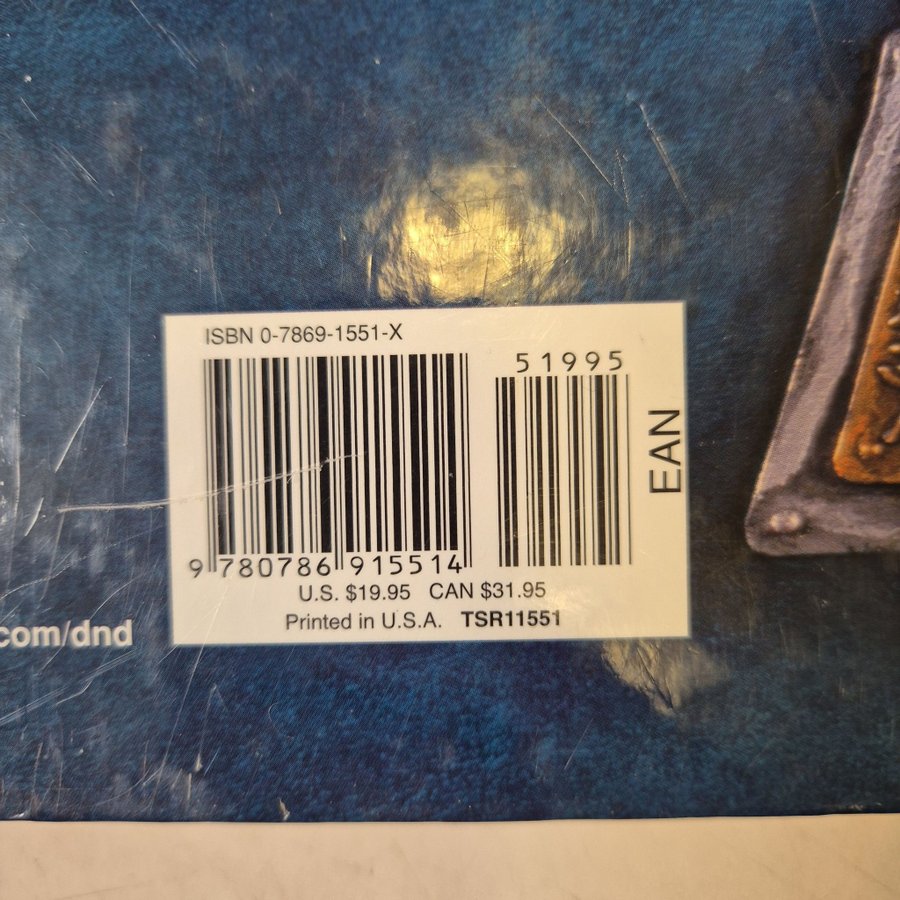 ISBN 0-7869-1551-X
51995
EAN
9 780786 915514
U.S. $19.95 CAN $31.95
Printed in U.S.A. TSR11551
.com/dnd